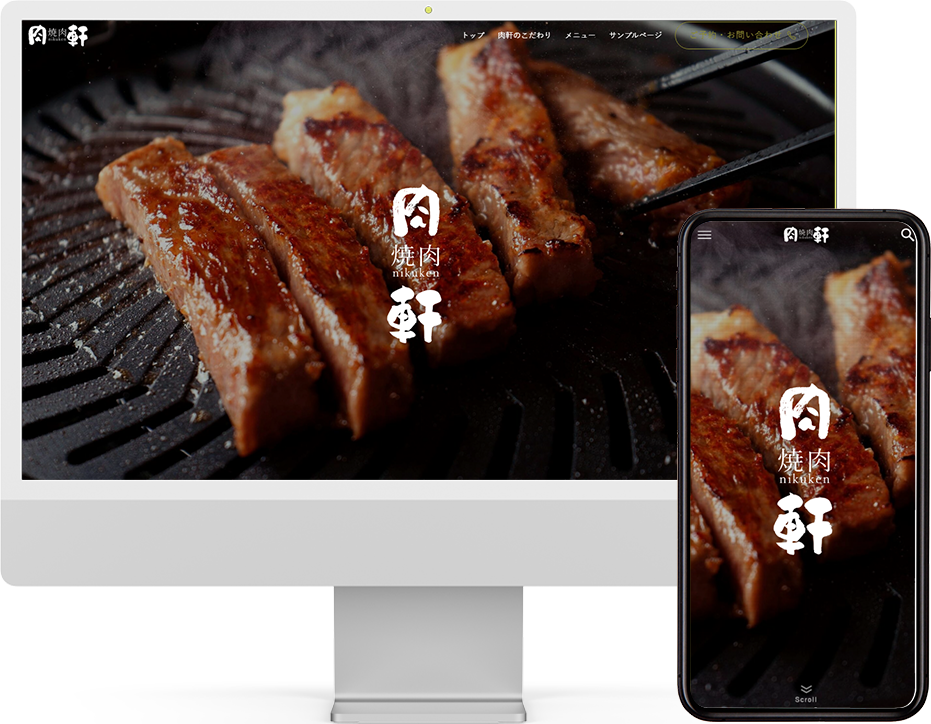 肉 焼肉 軒
nikuken
トップ 肉軒のこだわり メニュー サンプルページ ご予約・お問い合わせ
肉
焼肉
nikuken
軒
肉 焼肉 軒
nikuken
肉
焼肉
nikuken
軒
Scroll